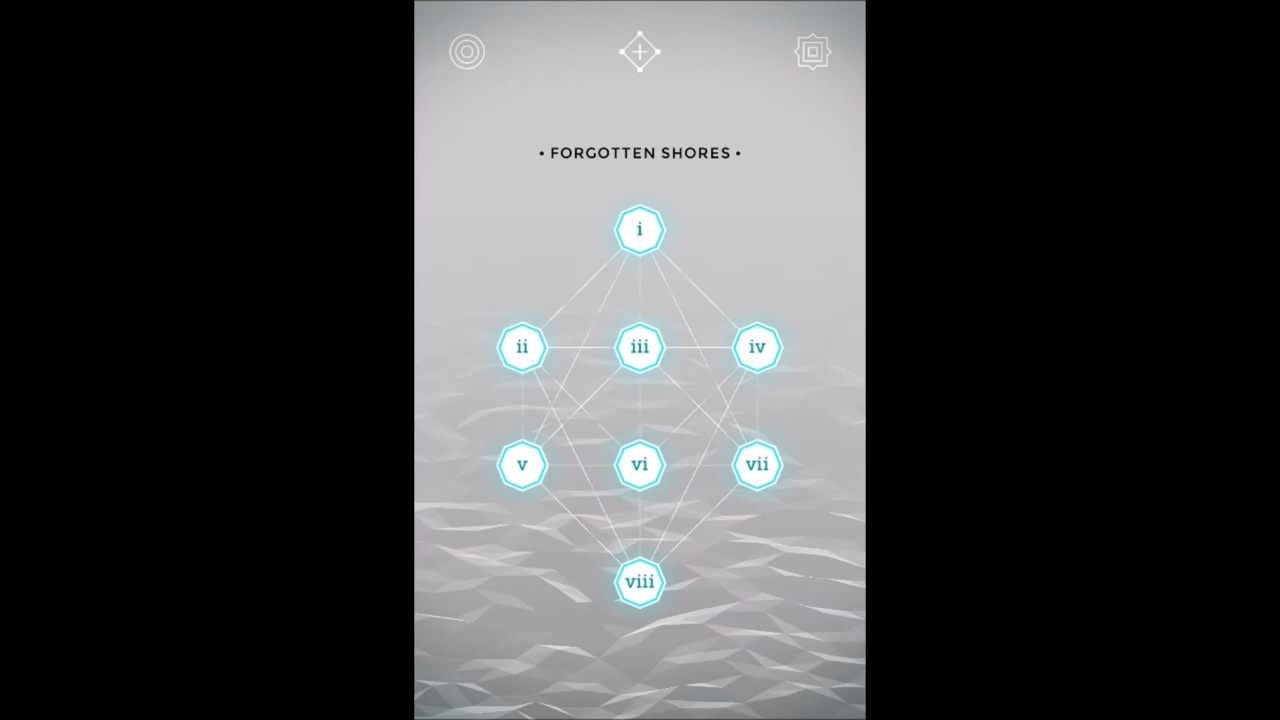 • FORGOTTEN SHORES •
i
ii iii iv
v vi vii
viii